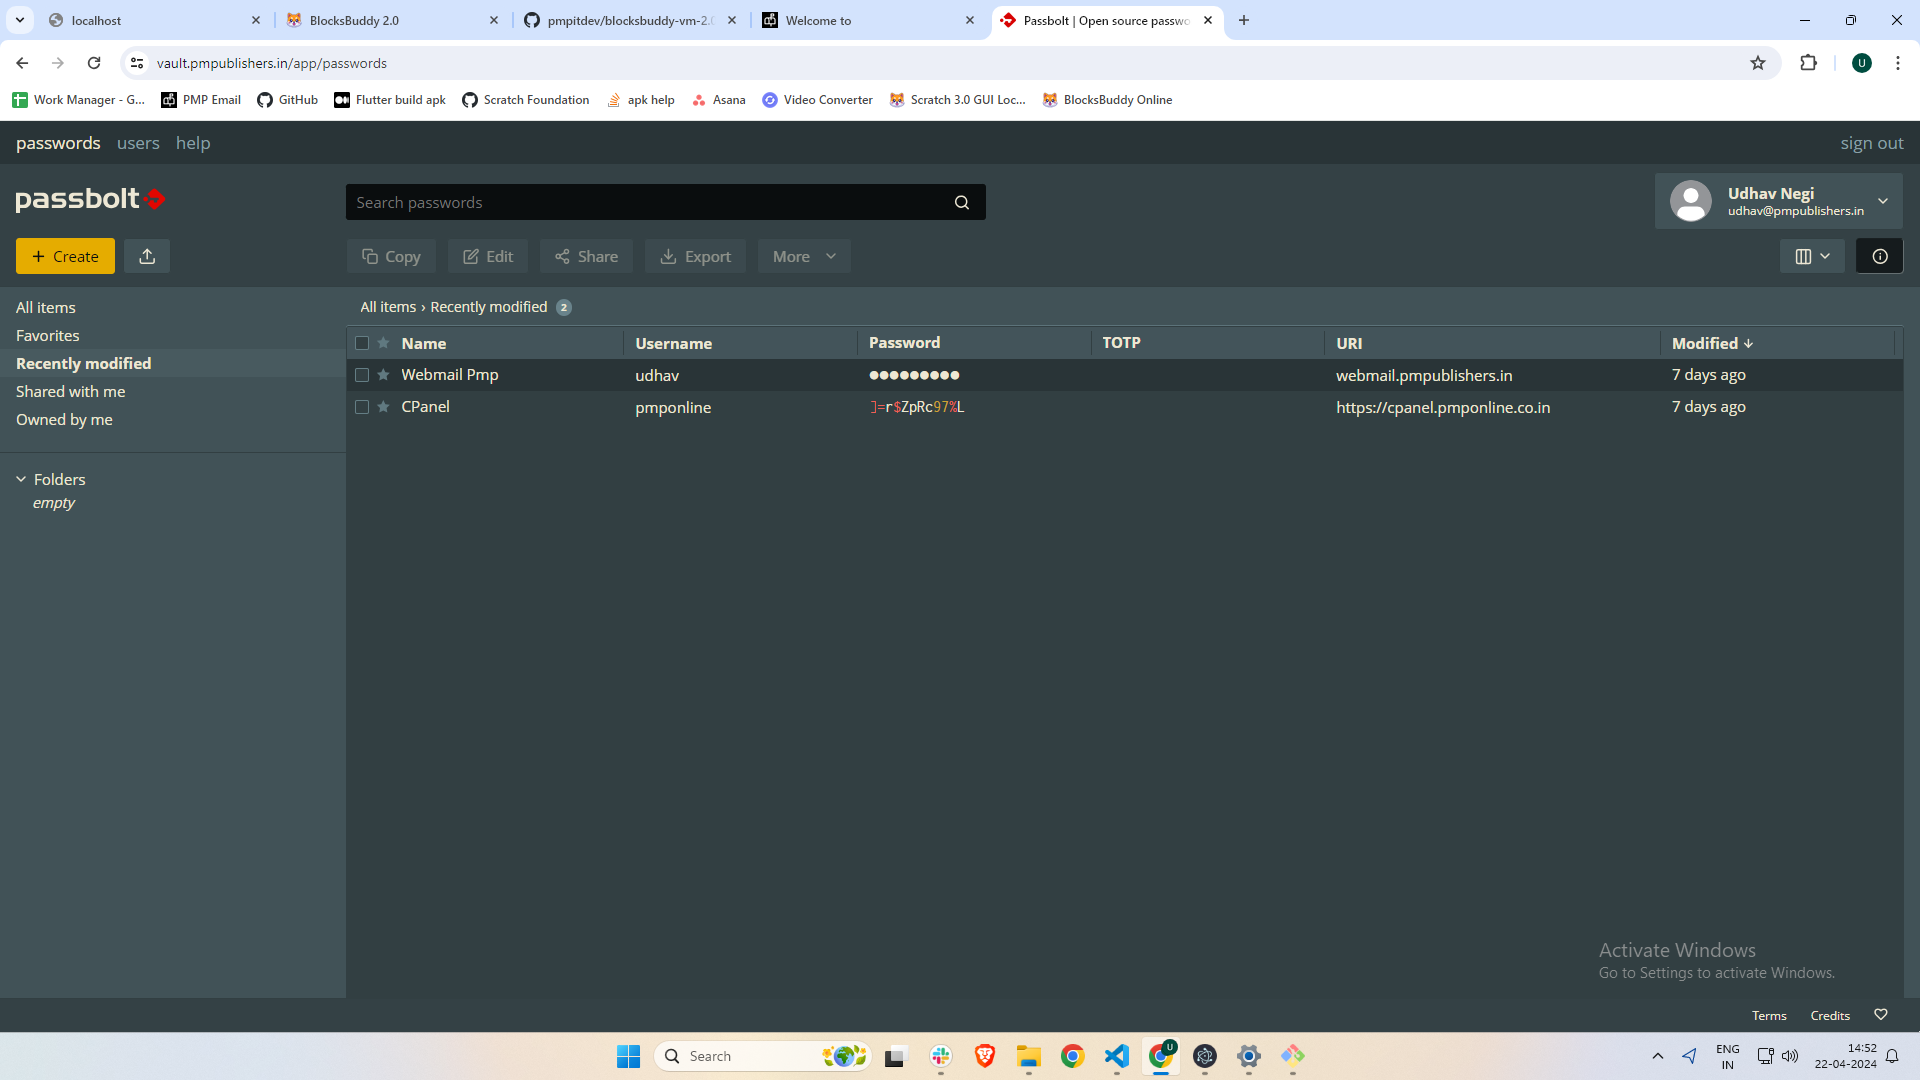 localhost
BlocksBuddy 2.0
pmpitdev/blocksbuddy-vm-2.0
Welcome to
Passbolt | Open source passwo
vault.pmpublishers.in/app/passwords
U
Work Manager - G...
PMP Email
GitHub
Flutter build apk
Scratch Foundation
apk help
Asana
Video Converter
Scratch 3.0 GUI Loc...
BlocksBuddy Online
passwords users help
sign out
passbolt
Search passwords
Udhav Negi
udhav@pmpublishers.in
Create
Copy
Edit
Share
Export
More
All items
Favorites
Recently modified
Shared with me
Owned by me
Folders
empty
All items › Recently modified 2
Name Username Password TOTP URI Modified
Webmail Pmp udhav ●●●●●●●●● webmail.pmpublishers.in 7 days ago
CPanel pmponline ]=r$ZpRc97%L https://cpanel.pmponline.co.in 7 days ago
Activate Windows
Go to Settings to activate Windows.
Terms Credits
Search
U
ENG
IN
14:52
22-04-2024